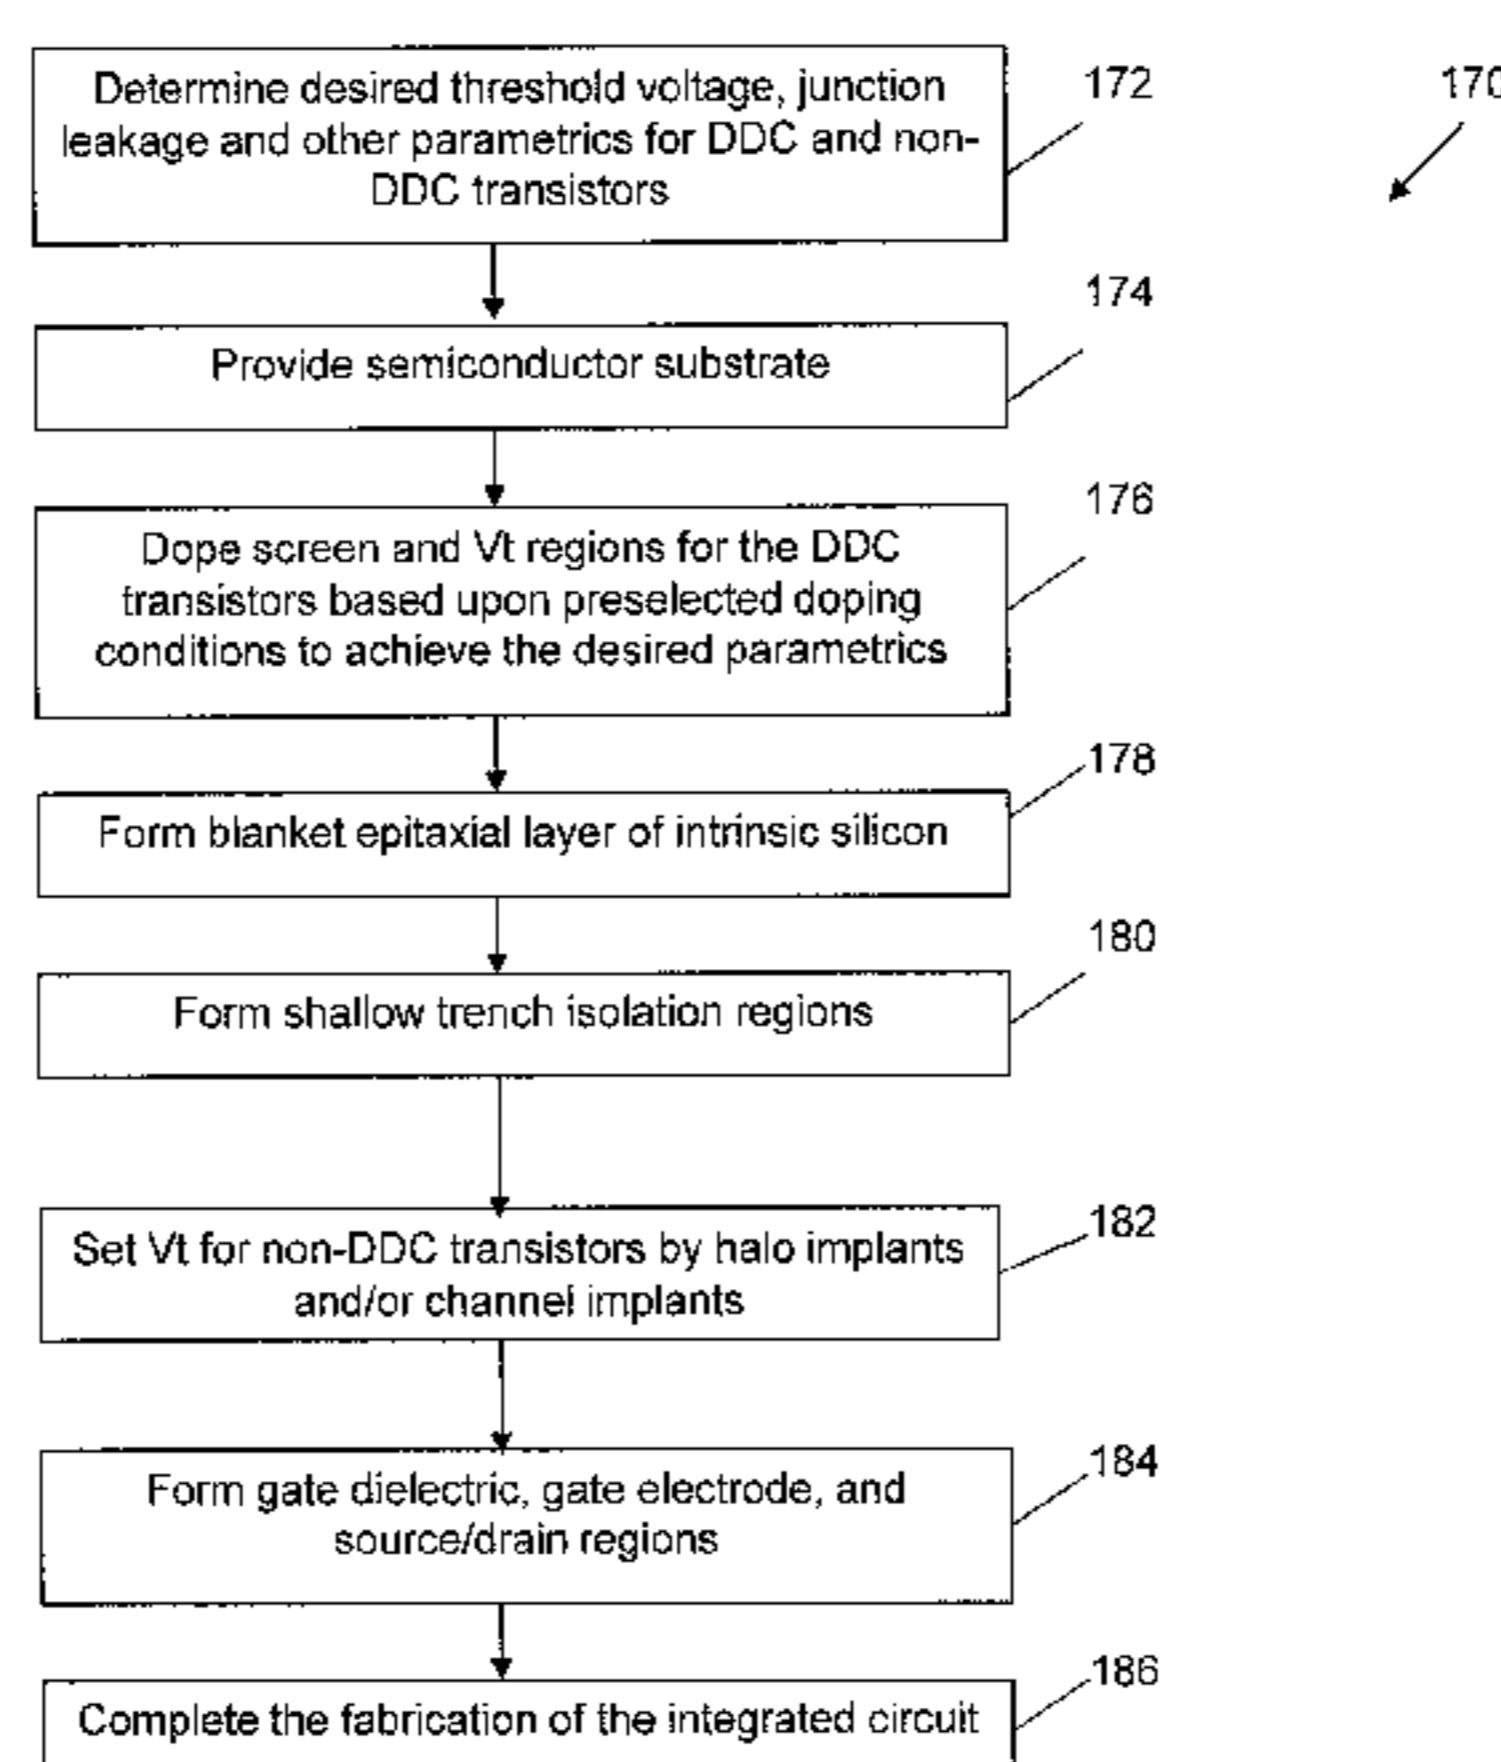 Determine desired threshold voltage, junction
leakage and other parametrics for DDC and non-
DDC transistors
172
170
Provide semiconductor substrate
174
Dope screen and Vt regions for the DDC
transistors based upon preselected doping
conditions to achieve the desired parametrics
176
Form blanket epitaxial layer of intrinsic silicon
178
Form shallow trench isolation regions
180
Set Vt for non-DDC transistors by halo implants
and/or channel implants
182
Form gate dielectric, gate electrode, and
source/drain regions
184
Complete the fabrication of the integrated circuit
186